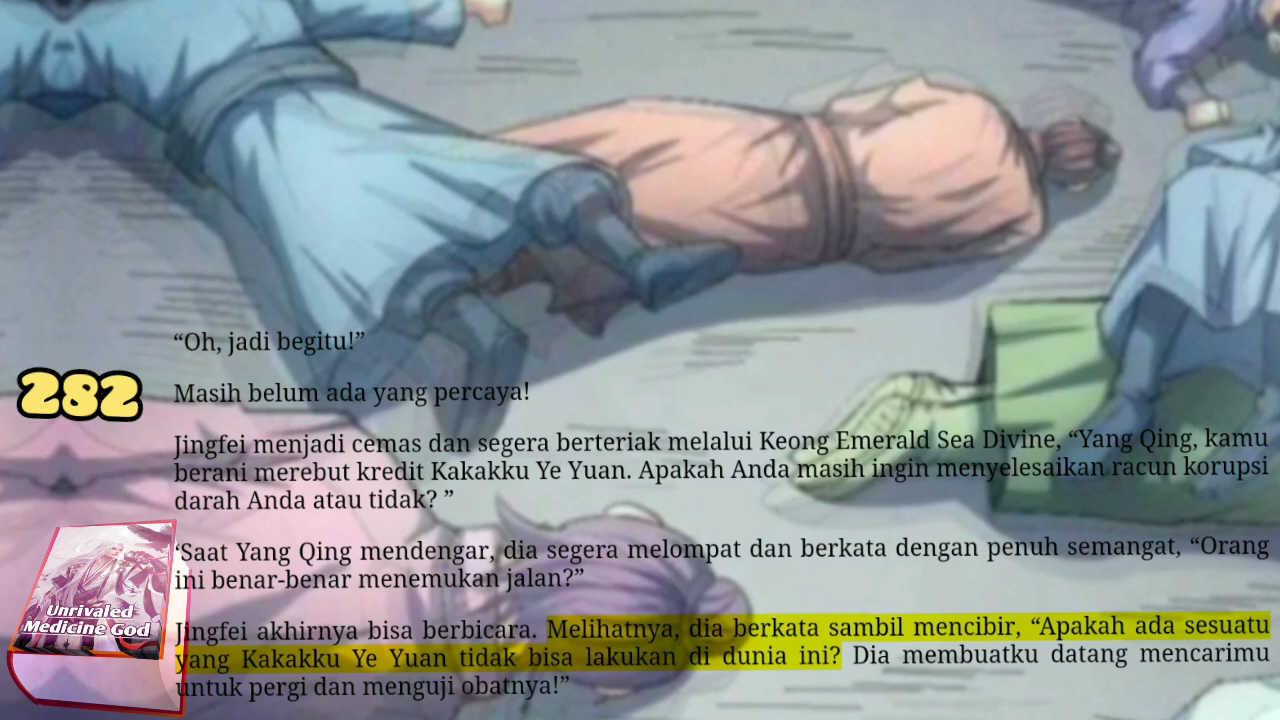 “Oh, jadi begitu!”
282
Masih belum ada yang percaya!
Jingfei menjadi cemas dan segera berteriak melalui Keong Emerald Sea Divine, “Yang Qing, kamu
berani merebut kredit Kakakku Ye Yuan. Apakah Anda masih ingin menyelesaikan racun korupsi
darah Anda atau tidak? ”
‘Saat Yang Qing mendengar, dia segera melompat dan berkata dengan penuh semangat, “Orang
ini benar-benar menemukan jalan?”
Jingfei akhirnya bisa berbicara. Melihatnya, dia berkata sambil mencibir, “Apakah ada sesuatu
yang Kakakku Ye Yuan tidak bisa lakukan di dunia ini? Dia membuatku datang mencarimu
untuk pergi dan menguji obatnya!”
Unrivaled
Medicine God